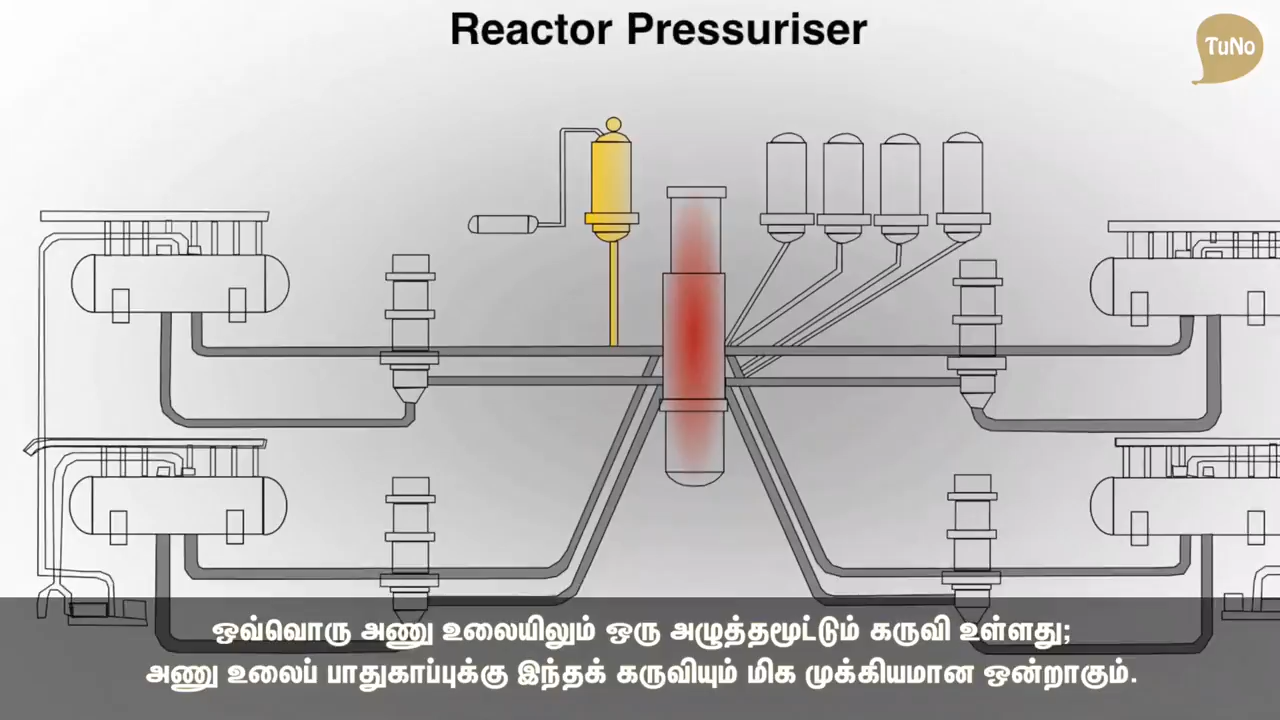 Reactor Pressuriser
TuNo
ஒவ்வொரு அணு உலையிலும் ஒரு அழுத்தமூட்டும் கருவி உள்ளது;
அணு உலைப் பாதுகாப்புக்கு இந்தக் கருவியும் மிக முக்கியமான ஒன்றாகும்.